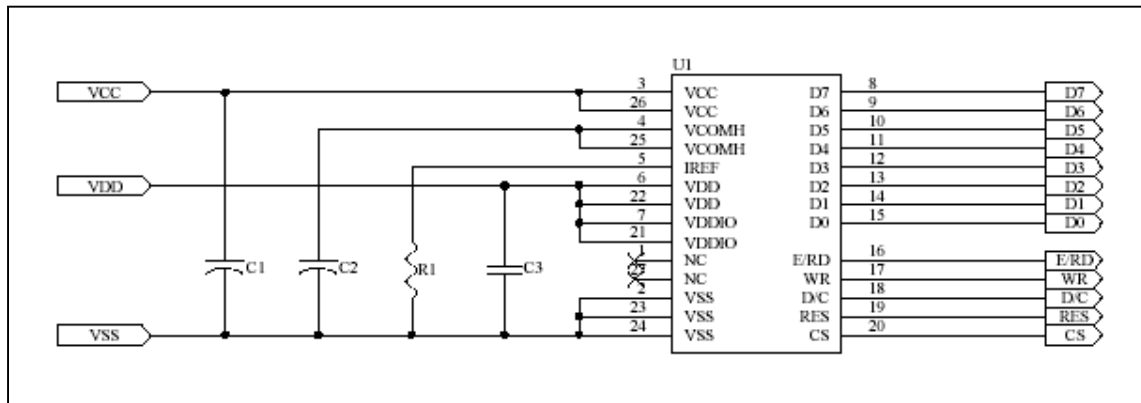 U1
VCC 3 VCC D7 8 D7
26 VCC D6 9 D6
4 VCOMH D5 10 D5
25 VCOMH D4 11 D4
5 IREF D3 12 D3
VDD 6 VDD D2 13 D2
22 VDD D1 14 D1
7 VDDIO D0 15 D0
21 VDDIO
1 NC E/RD 16 E/RD
NC WR 17 WR
2 VSS D/C 18 D/C
23 VSS RES 19 RES
VSS 24 VSS CS 20 CS
C1 C2 R1 C3